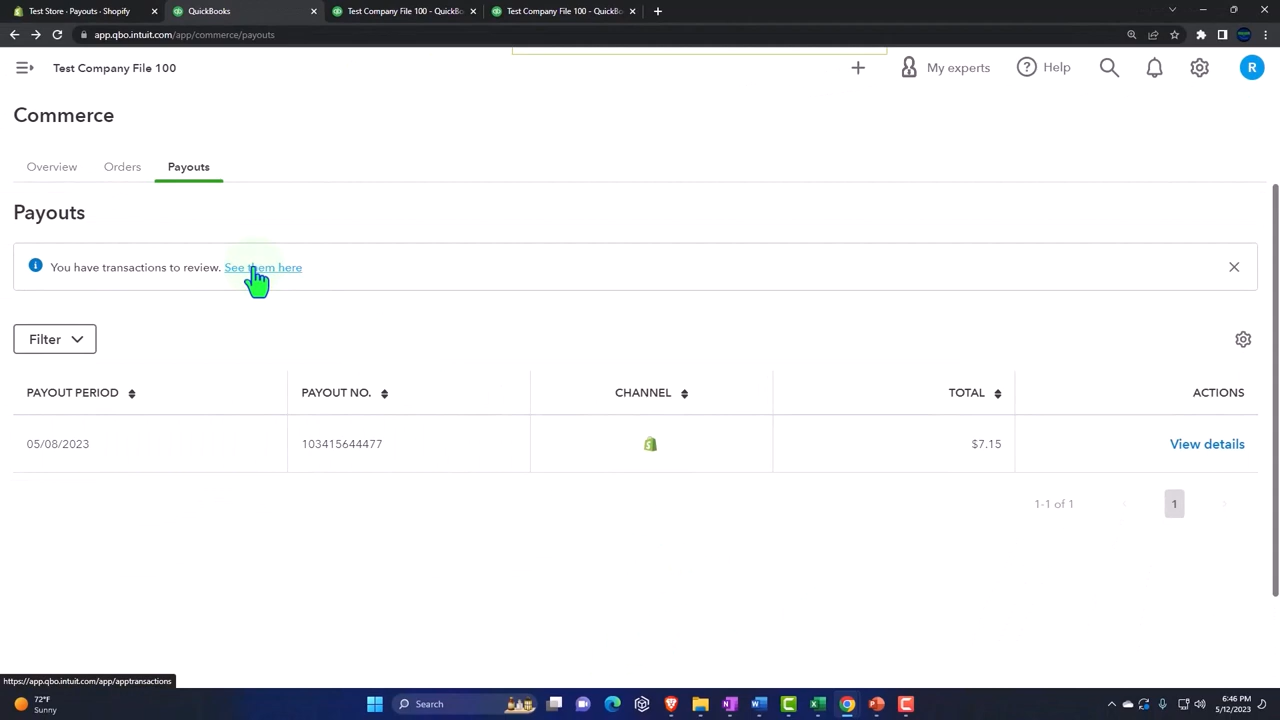 Test Store - Payouts - Shopify
QuickBooks
Test Company File 100 - QuickBo
Test Company File 100 - QuickBo
app.qbo.intuit.com/app/commerce/payouts
Test Company File 100
My experts
Help
R
Commerce
Overview
Orders
Payouts
Payouts
You have transactions to review. See them here
Filter
PAYOUT PERIOD
PAYOUT NO.
CHANNEL
TOTAL
ACTIONS
05/08/2023
103415644477
$7.15
View details
1-1 of 1
1
https://app.qbo.intuit.com/app/apptransactions
72°F
Sunny
Search
6:46 PM
5/12/2023